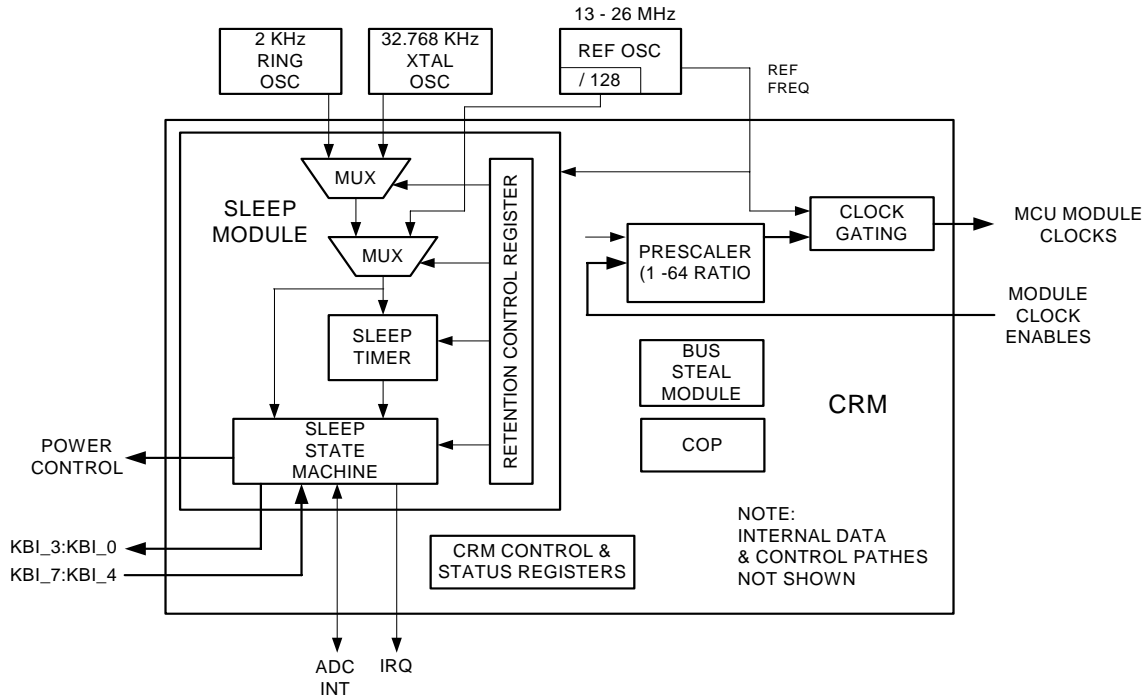 13 - 26 MHz
2 KHz
RING
OSC
32.768 KHz
XTAL
OSC
REF OSC
/ 128
REF
FREQ
MUX
SLEEP
MODULE
MUX
SLEEP
TIMER
SLEEP
STATE
MACHINE
RETENTION CONTROL REGISTER
PRESCALER
(1 -64 RATIO
CLOCK
GATING
MCU MODULE
CLOCKS
MODULE
CLOCK
ENABLES
BUS
STEAL
MODULE
COP
CRM
POWER
CONTROL
KBI_3:KBI_0
KBI_7:KBI_4
CRM CONTROL &
STATUS REGISTERS
NOTE:
INTERNAL DATA
& CONTROL PATHES
NOT SHOWN
ADC
INT
IRQ